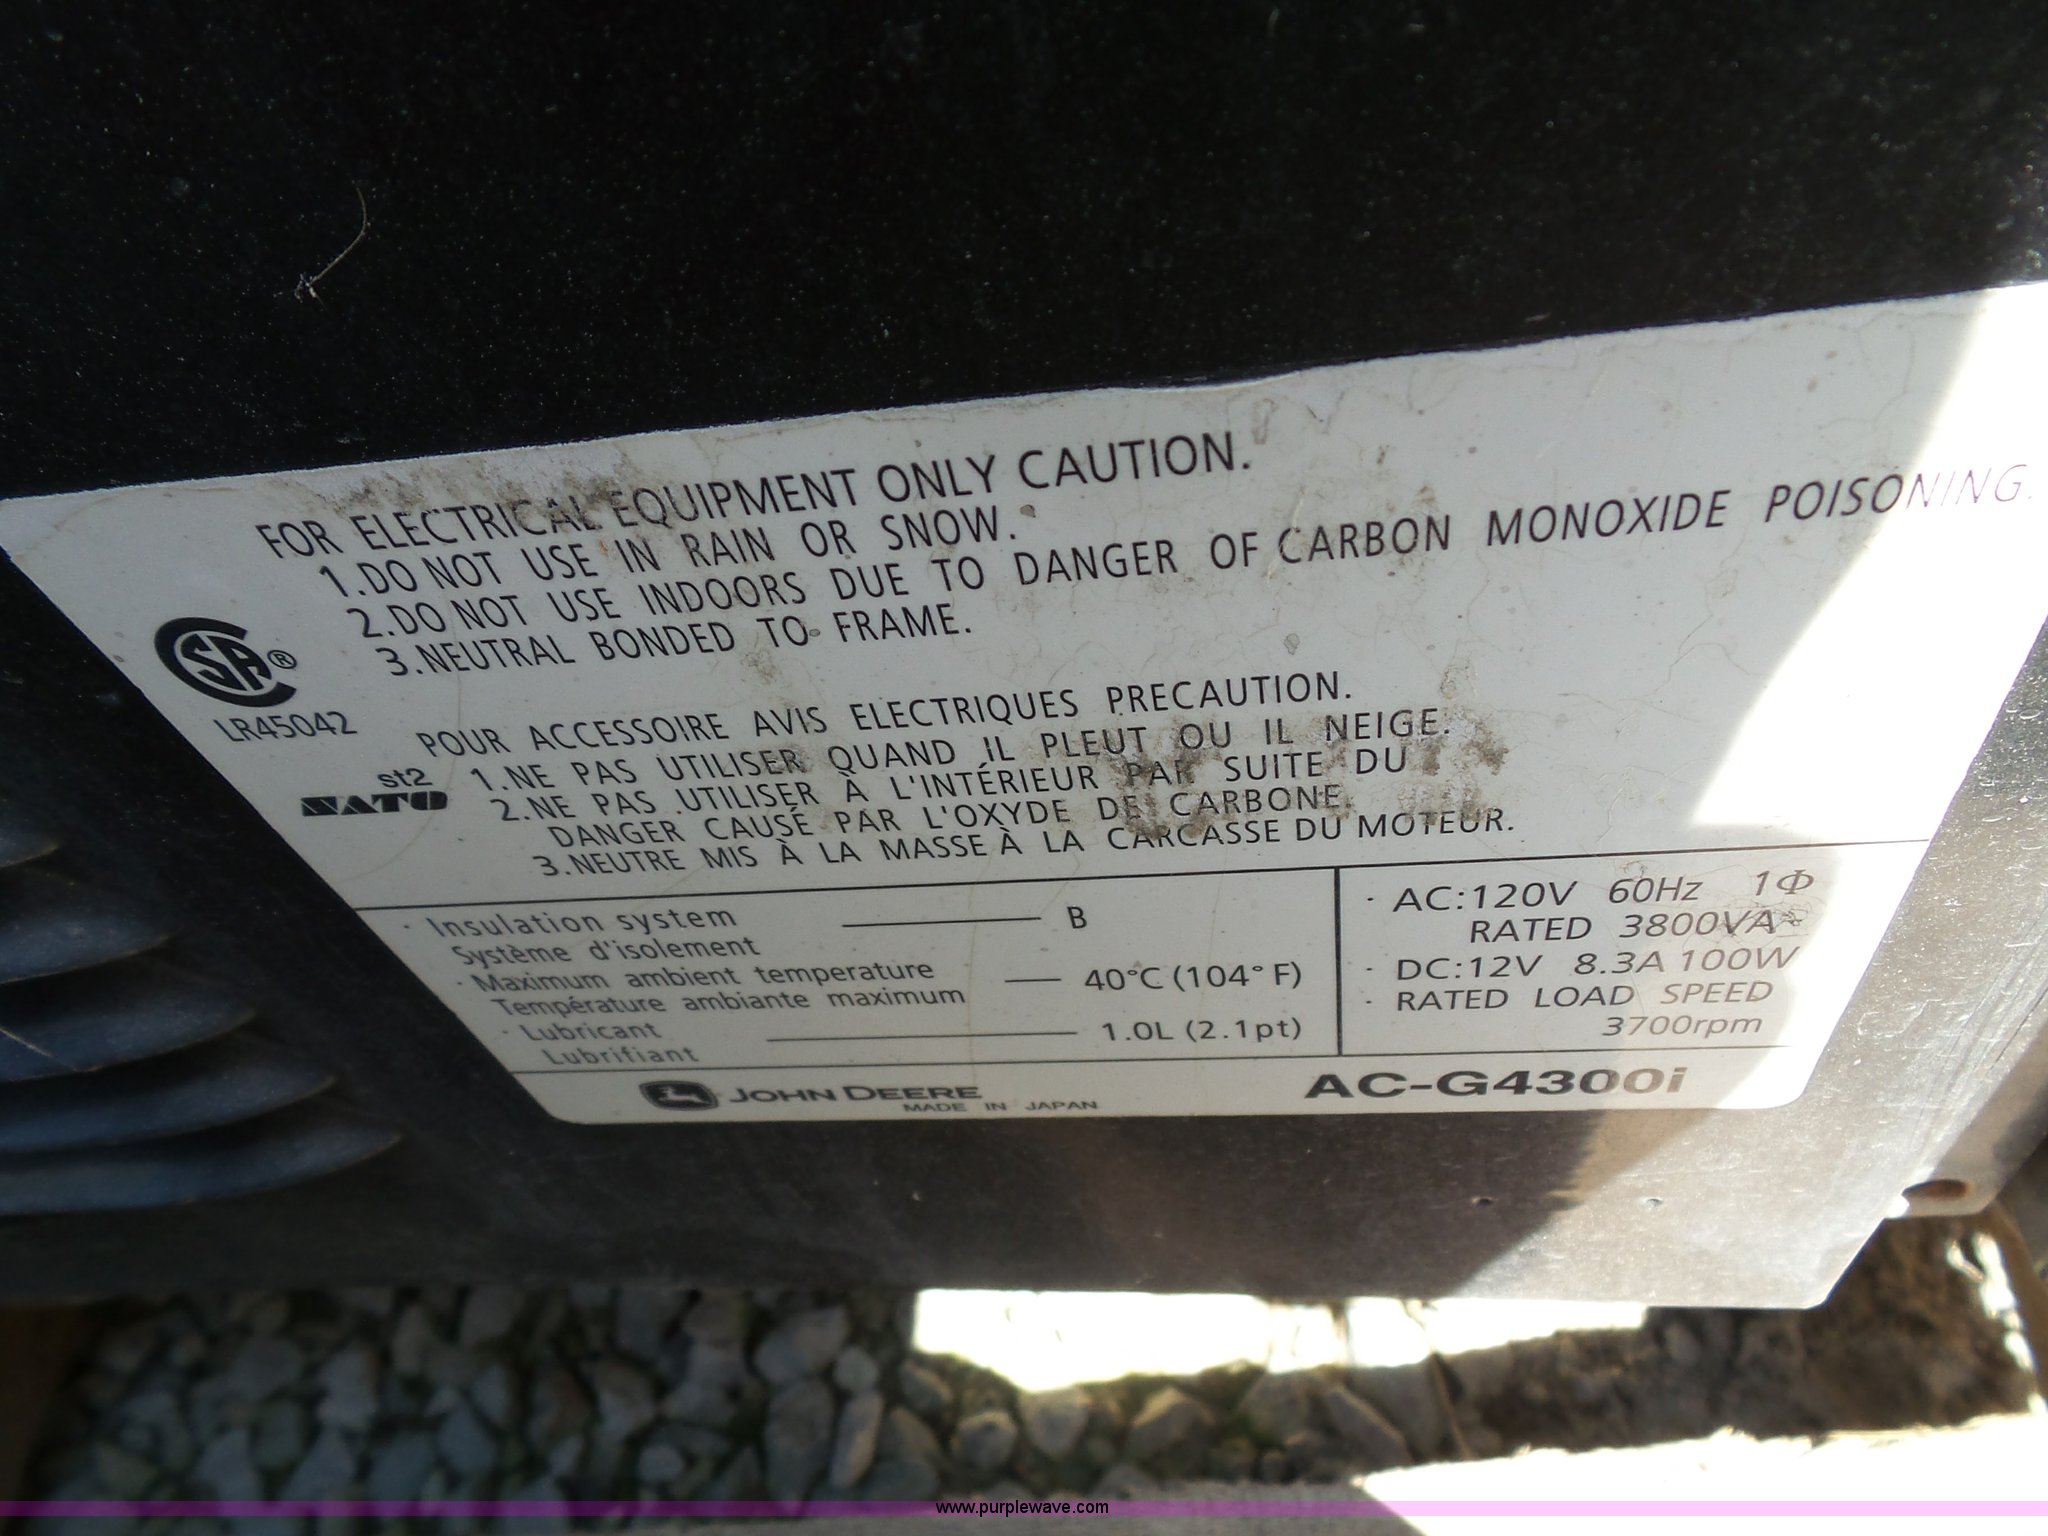 FOR ELECTRICAL EQUIPMENT ONLY CAUTION.
1.DO NOT USE IN RAIN OR SNOW.
2.DO NOT USE INDOORS DUE TO DANGER OF CARBON MONOXIDE POISONING.
3.NEUTRAL BONDED TO FRAME.
CSA®
LR45042
POUR ACCESSOIRE AVIS ELECTRIQUES PRECAUTION.
1.NE PAS UTILISER QUAND IL PLEUT OU IL NEIGE.
2.NE PAS UTILISER À L'INTÉRIEUR PAR SUITE DU
DANGER CAUSÉ PAR L'OXYDE DE CARBONE.
3.NEUTRE MIS À LA MASSE À LA CARCASSE DU MOTEUR.
st2
NATO
· Insulation system B
Système d'isolement
· Maximum ambient temperature 40°C (104°F)
Température ambiante maximum
· Lubricant 1.0L (2.1pt)
Lubrifiant
· AC:120V 60Hz 1Φ
RATED 3800VA
· DC:12V 8.3A 100W
· RATED LOAD SPEED
3700rpm
JOHN DEERE
MADE IN JAPAN
AC-G4300i
www.purplewave.com